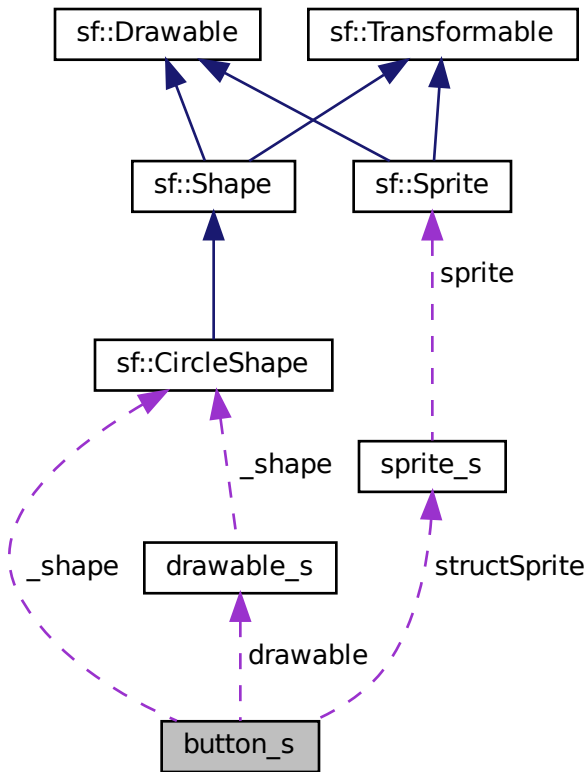 sf::Drawable
sf::Transformable
sf::Shape
sf::Sprite
sprite
sf::CircleShape
sprite_s
_shape
drawable_s
_shape
structSprite
drawable
button_s